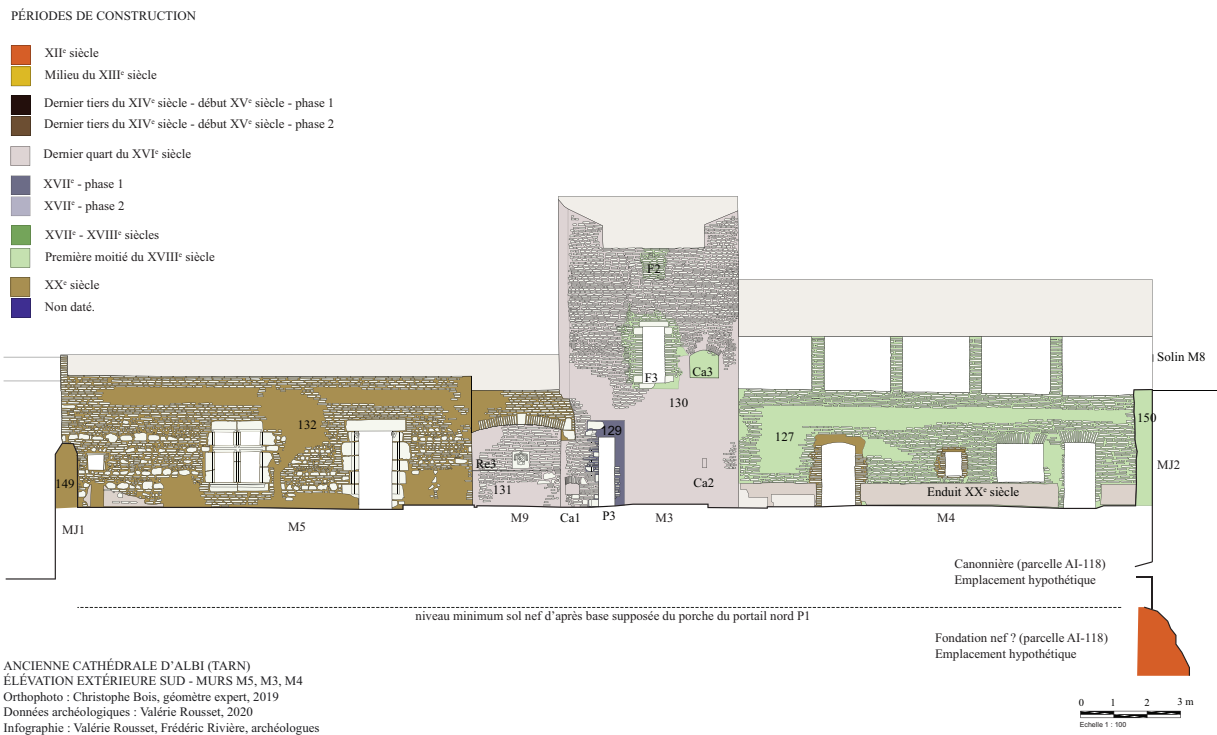 PÉRIODES DE CONSTRUCTION
XIIᵉ siècle
Milieu du XIIIᵉ siècle
Dernier tiers du XIVᵉ siècle - début XVᵉ siècle - phase 1
Dernier tiers du XIVᵉ siècle - début XVᵉ siècle - phase 2
Dernier quart du XVIᵉ siècle
XVIIᵉ - phase 1
XVIIᵉ - phase 2
XVIIᵉ - XVIIIᵉ siècles
Première moitié du XVIIIᵉ siècle
XXᵉ siècle
Non daté.
F2
F3
Ca3
Solin M8
130
132
129
127
150
149
Re3
131
Ca2
Enduit XXᵉ siècle
MJ2
MJ1
M5
M9
Ca1
P3
M3
M4
Canonnière (parcelle AI-118)
Emplacement hypothétique
niveau minimum sol nef d'après base supposée du porche du portail nord P1
Fondation nef ? (parcelle AI-118)
Emplacement hypothétique
ANCIENNE CATHÉDRALE D'ALBI (TARN)
ÉLÉVATION EXTÉRIEURE SUD - MURS M5, M3, M4
Orthophoto : Christophe Bois, géomètre expert, 2019
Données archéologiques : Valérie Rousset, 2020
Infographie : Valérie Rousset, Frédéric Rivière, archéologues
0 1 2 3 m
Echelle 1 : 100